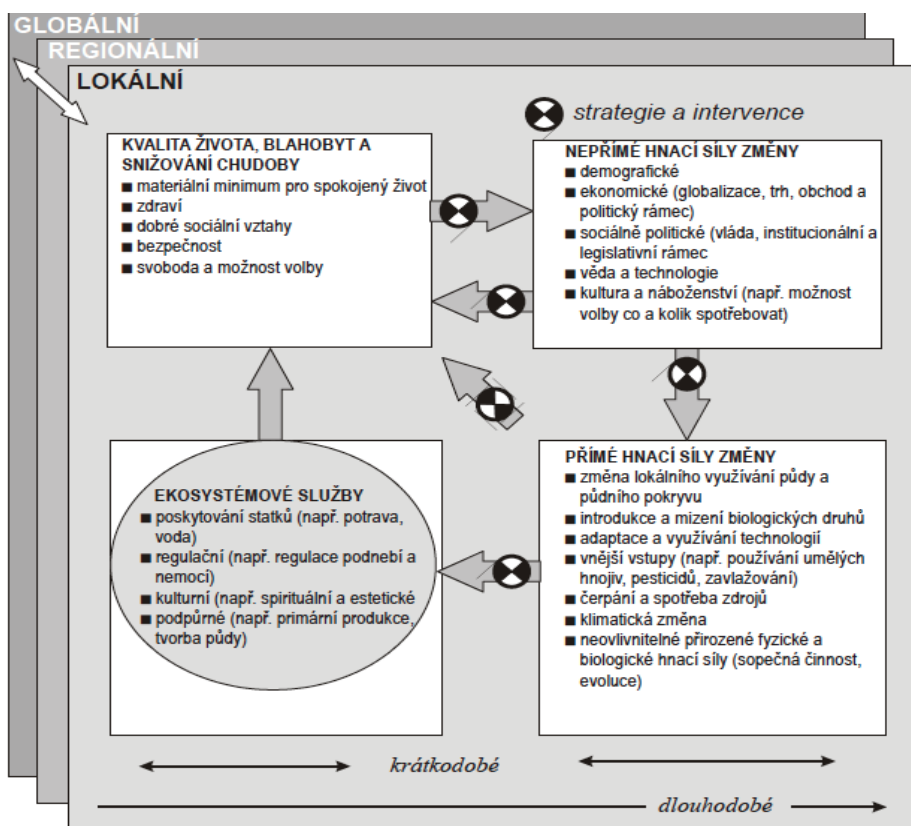 GLOBÁLNÍ
REGIONÁLNÍ
LOKÁLNÍ
strategie a intervence
KVALITA ŽIVOTA, BLAHOBYT A
SNIŽOVÁNÍ CHUDOBY
■ materiální minimum pro spokojený život
■ zdraví
■ dobré sociální vztahy
■ bezpečnost
■ svoboda a možnost volby
NEPŘÍMÉ HNACÍ SÍLY ZMĚNY
■ demografické
■ ekonomické (globalizace, trh, obchod a
politický rámec)
■ sociálně politické (vláda, institucionální a
legislativní rámec
■ věda a technologie
■ kultura a náboženství (např. možnost
volby co a kolik spotřebovat)
EKOSYSTÉMOVÉ SLUŽBY
■ poskytování statků (např. potrava,
voda)
■ regulační (např. regulace podnebí a
nemocí)
■ kulturní (např. spirituální a estetické
■ podpůrné (např. primární produkce,
tvorba půdy)
PŘÍMÉ HNACÍ SÍLY ZMĚNY
■ změna lokálního využívání půdy a
půdního pokryvu
■ introdukce a mizení biologických druhů
■ adaptace a využívání technologií
■ vnější vstupy (např. používání umělých
hnojiv, pesticidů, zavlažování)
■ čerpání a spotřeba zdrojů
■ klimatická změna
■ neovlivnitelné přirozené fyzické a
biologické hnací síly (sopečná činnost,
evoluce)
krátkodobé
dlouhodobé